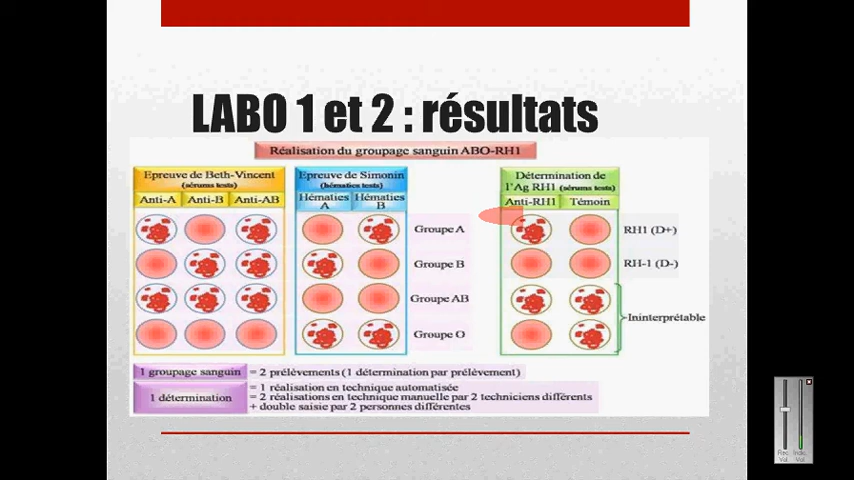 LABO 1 et 2 : résultats
Réalisation du groupage sanguin ABO-RH1
Epreuve de Beth-Vincent
(sérums tests)
Anti-A Anti-B Anti-AB
Epreuve de Simonin
(hématies tests)
Hématies A Hématies B
Détermination de
l'Ag RH1 (sérums tests)
Anti-RH1 Témoin
Groupe A
RH1 (D+)
Groupe B
RH-1 (D-)
Groupe AB
Groupe O
Ininterprétable
1 groupage sanguin = 2 prélèvements (1 détermination par prélèvement)
1 détermination
= 1 réalisation en technique automatisée
= 2 réalisations en technique manuelle par 2 techniciens différents
+ double saisie par 2 personnes différentes
Vol Vol